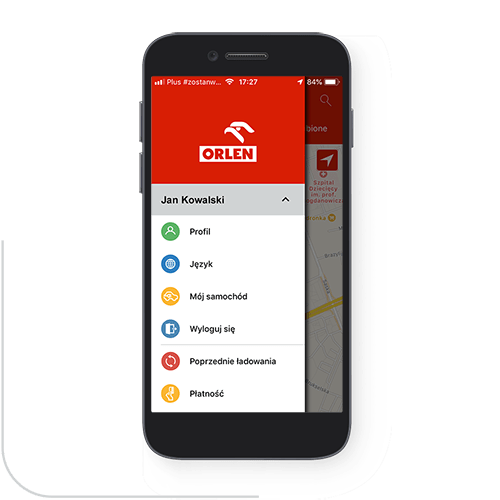 Plus #zostanw... 17:27 84%
ORLEN
bione
Szpital
Dziecięcy
im. prof.
ogdanowicz
Jan Kowalski
Profil
Język
Mój samochód
Wyloguj się
Poprzednie ładowania
Płatność